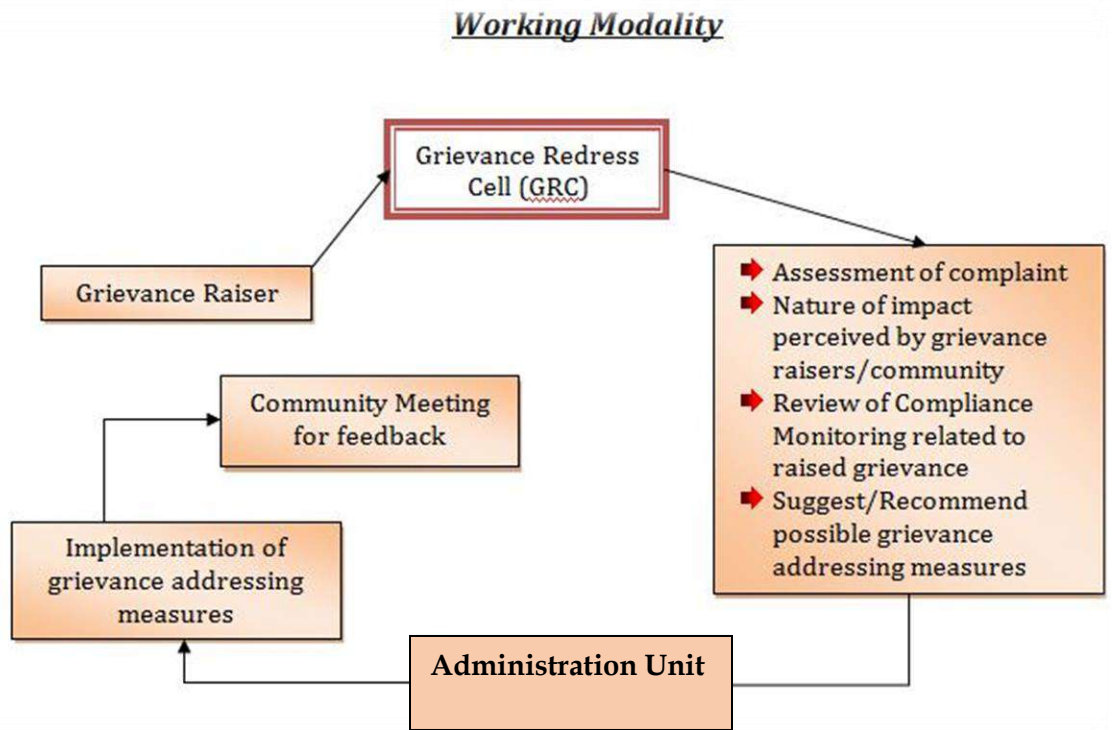 Working Modality
Grievance Redress
Cell (GRC)
Grievance Raiser
Assessment of complaint
Nature of impact
perceived by grievance
raisers/community
Review of Compliance
Monitoring related to
raised grievance
Suggest/Recommend
possible grievance
addressing measures
Community Meeting
for feedback
Implementation of
grievance addressing
measures
Administration Unit